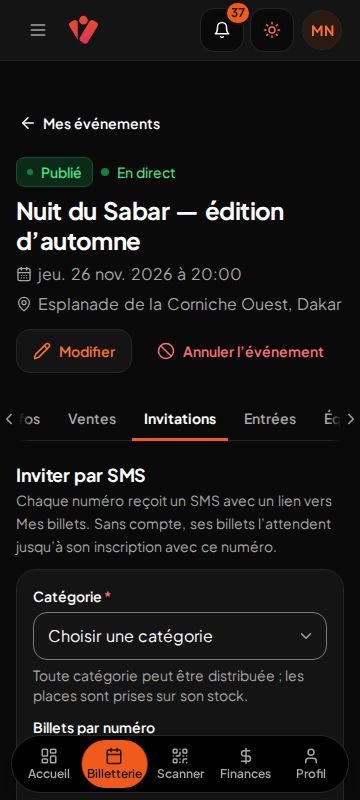 37
MN
Mes événements
Publié
En direct
Nuit du Sabar — édition
d’automne
jeu. 26 nov. 2026 à 20:00
Esplanade de la Corniche Ouest, Dakar
Modifier
Annuler l’événement
fos
Ventes
Invitations
Entrées
Éq
Inviter par SMS
Chaque numéro reçoit un SMS avec un lien vers
Mes billets. Sans compte, ses billets l’attendent
jusqu’à son inscription avec ce numéro.
Catégorie *
Choisir une catégorie
Toute catégorie peut être distribuée ; les
places sont prises sur son stock.
Billets par numéro
Accueil
Billetterie
Scanner
Finances
Profil